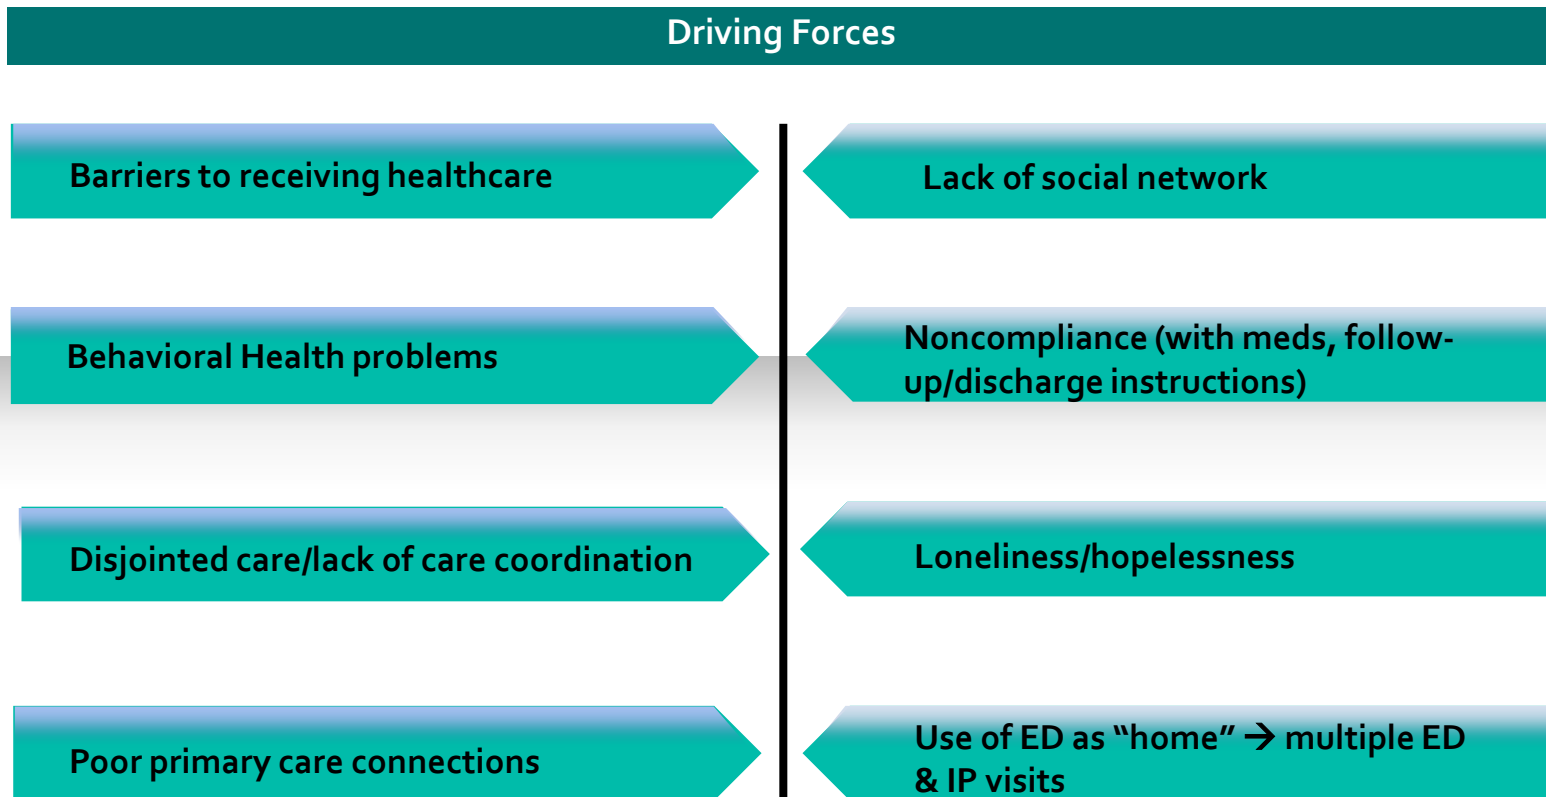 Driving Forces
Barriers to receiving healthcare
Lack of social network
Behavioral Health problems
Noncompliance (with meds, follow-
up/discharge instructions)
Disjointed care/lack of care coordination
Loneliness/hopelessness
Poor primary care connections
Use of ED as “home” → multiple ED
& IP visits